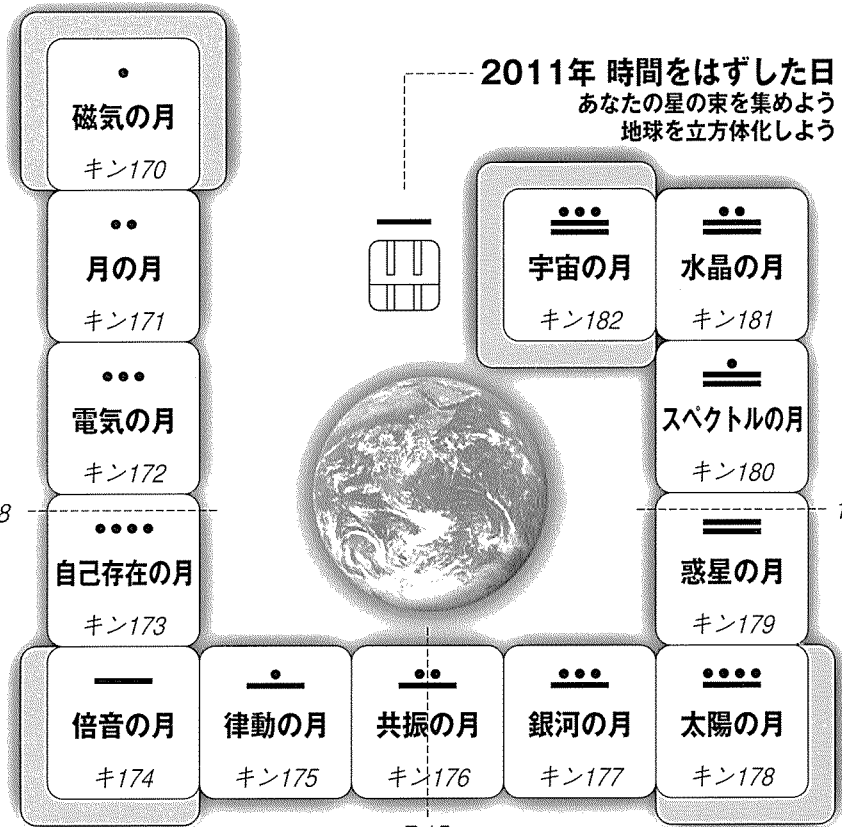 2011年 時間をはずした日
あなたの星の束を集めよう
地球を立方体化しよう
磁気の月
キン170
月の月
キン171
電気の月
キン172
自己存在の月
キン173
倍音の月
キ174
律動の月
キン175
共振の月
キン176
銀河の月
キン177
太陽の月
キン178
惑星の月
キン179
スペクトルの月
キン180
水晶の月
キン181
宇宙の月
キン182
8